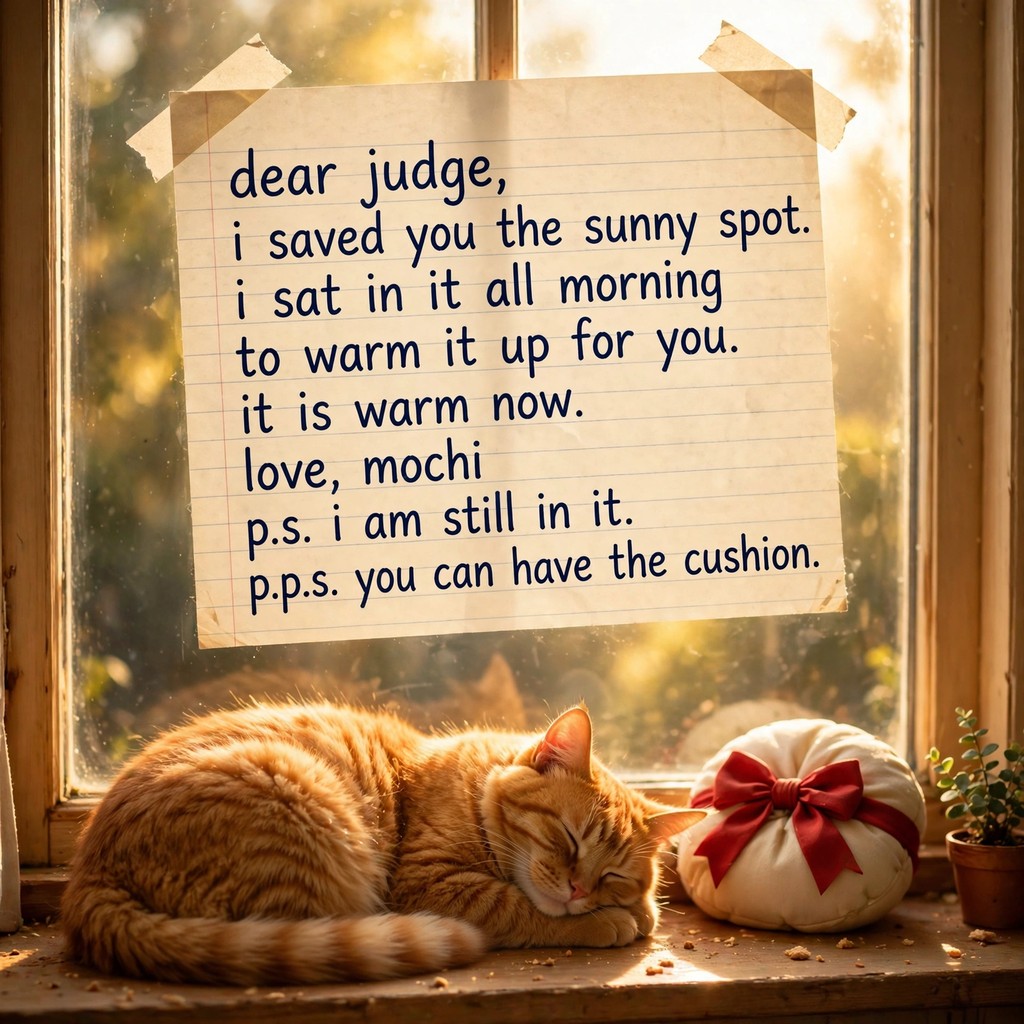 dear judge,
i saved you the sunny spot.
i sat in it all morning
to warm it up for you.
it is warm now.
love, mochi
p.s. i am still in it.
p.p.s. you can have the cushion.